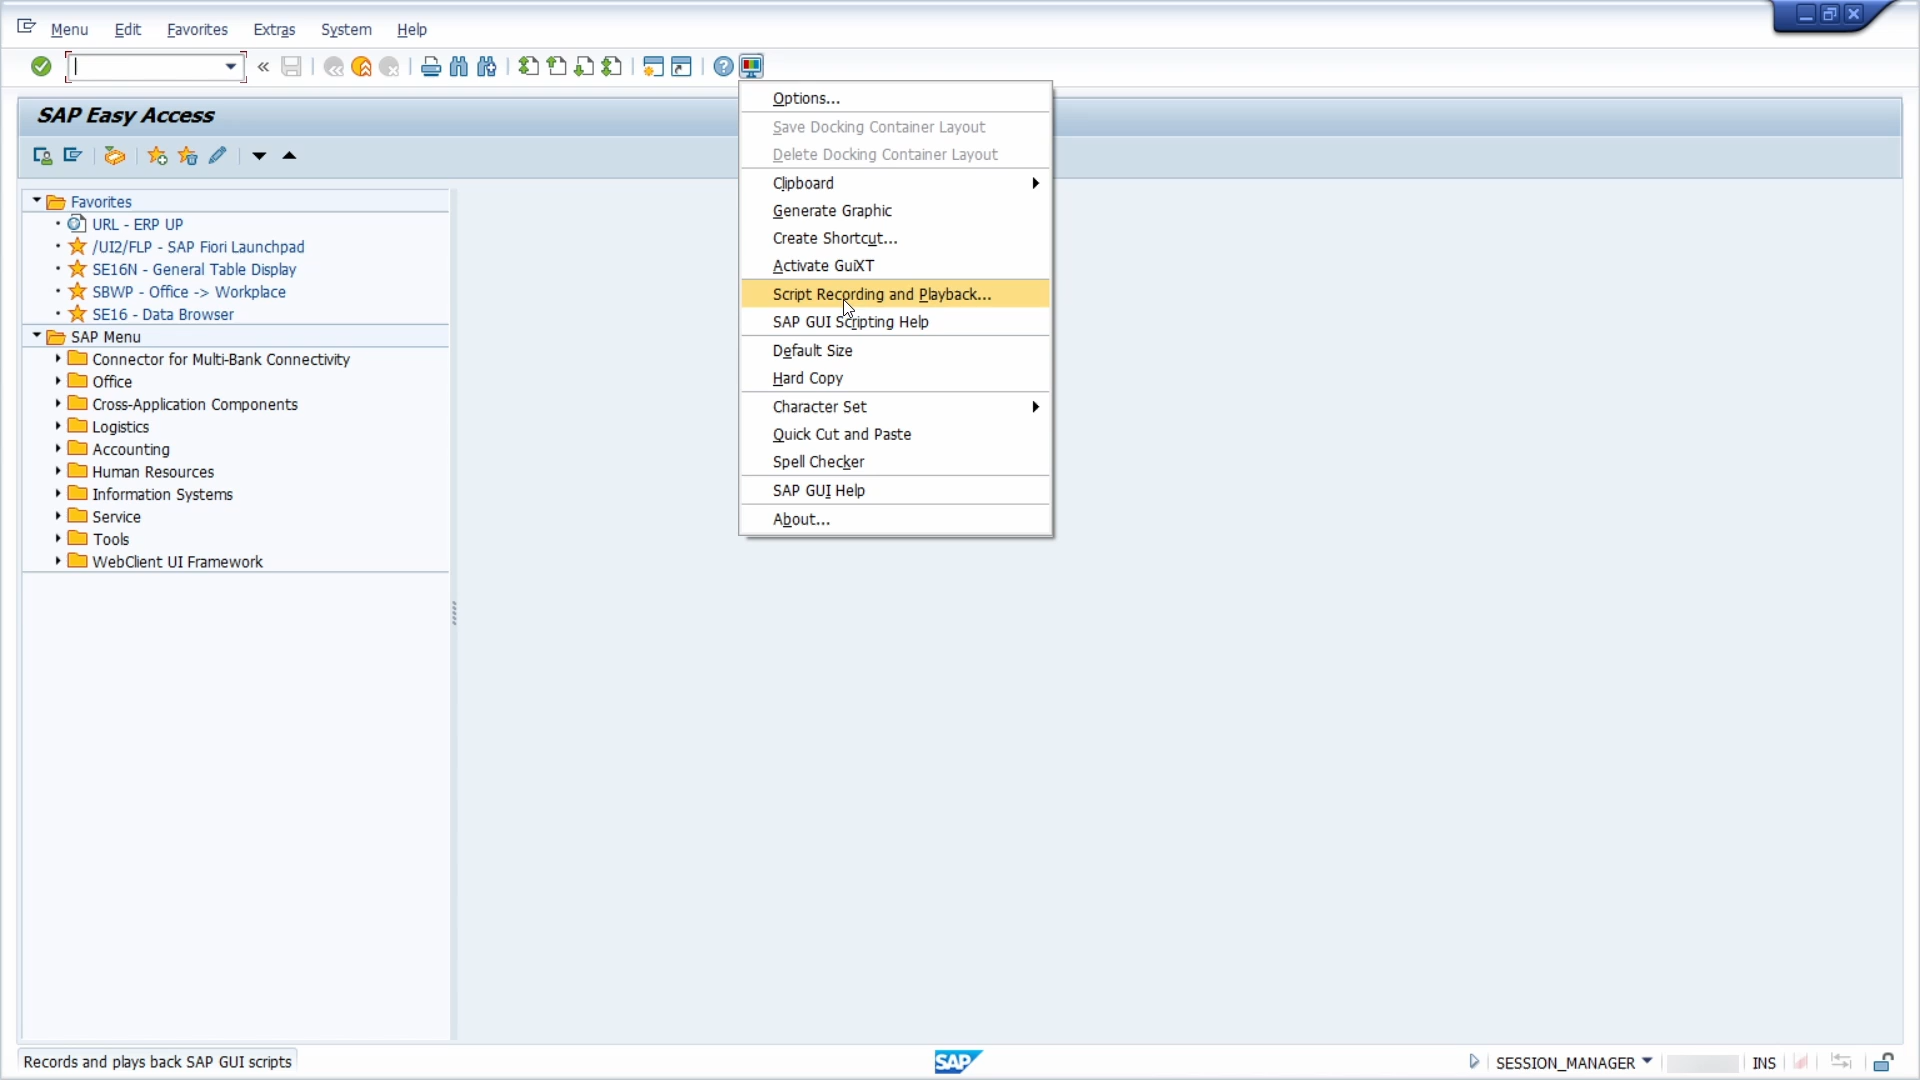 Menu Edit Favorites Extras System Help
SAP Easy Access
Options...
Save Docking Container Layout
Delete Docking Container Layout
Clipboard
Generate Graphic
Create Shortcut...
Activate GuiXT
Script Recording and Playback...
SAP GUI Scripting Help
Default Size
Hard Copy
Character Set
Quick Cut and Paste
Spell Checker
SAP GUI Help
About...
Favorites
URL - ERP UP
/UI2/FLP - SAP Fiori Launchpad
SE16N - General Table Display
SBWP - Office -> Workplace
SE16 - Data Browser
SAP Menu
Connector for Multi-Bank Connectivity
Office
Cross-Application Components
Logistics
Accounting
Human Resources
Information Systems
Service
Tools
WebClient UI Framework
Records and plays back SAP GUI scripts
SAP
SESSION_MANAGER
INS